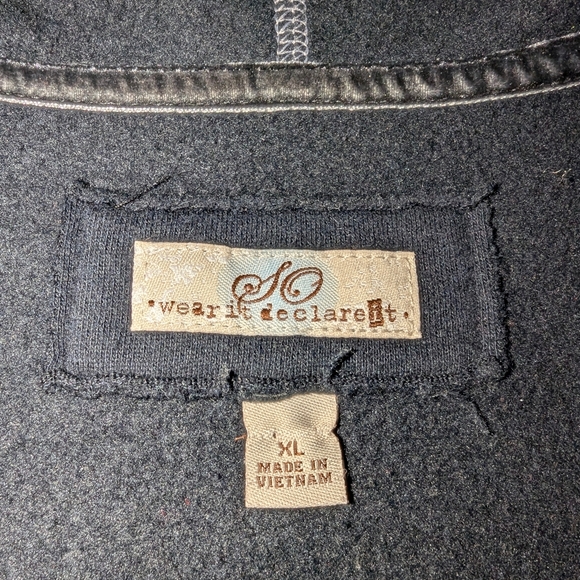 SO
• wear it declare it •
XL
MADE IN
VIETNAM